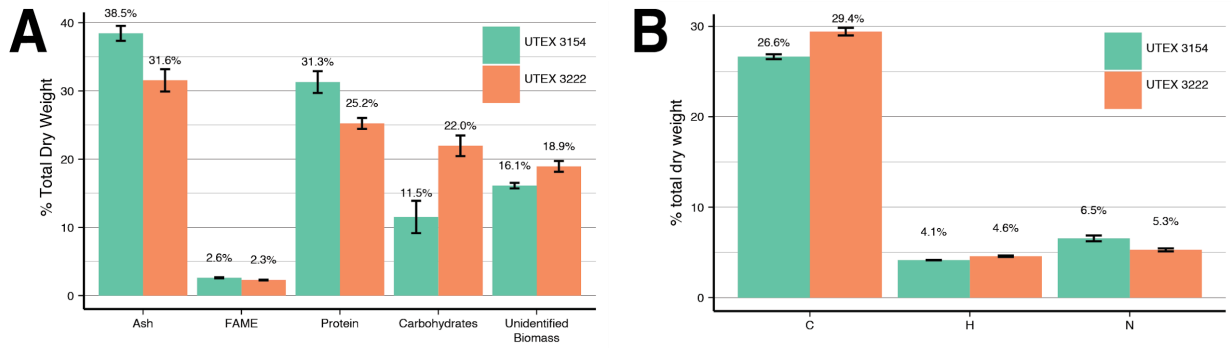 A
% Total Dry Weight
40
30
20
10
0
38.5%
31.6%
2.6%
2.3%
31.3%
25.2%
11.5%
22.0%
16.1%
18.9%
UTEX 3154
UTEX 3222
Ash
FAME
Protein
Carbohydrates
Unidentified
Biomass
B
% total dry weight
30
20
10
0
26.6%
29.4%
4.1%
4.6%
6.5%
5.3%
UTEX 3154
UTEX 3222
C
H
N